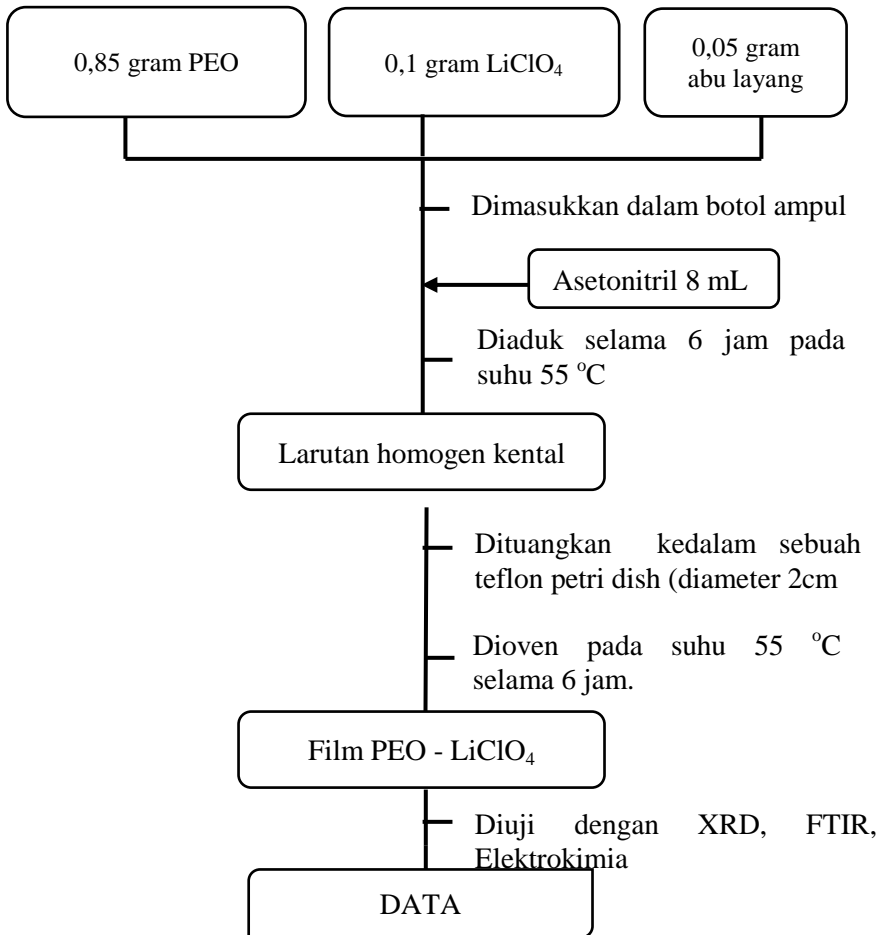 0,85 gram PEO
0,1 gram LiClO₄
0,05 gram
abu layang
Dimasukkan dalam botol ampul
Asetonitril 8 mL
Diaduk selama 6 jam pada
suhu 55 °C
Larutan homogen kental
Dituangkan kedalam sebuah
teflon petri dish (diameter 2cm
Dioven pada suhu 55 °C
selama 6 jam.
Film PEO - LiClO₄
Diuji dengan XRD, FTIR,
Elektrokimia
DATA